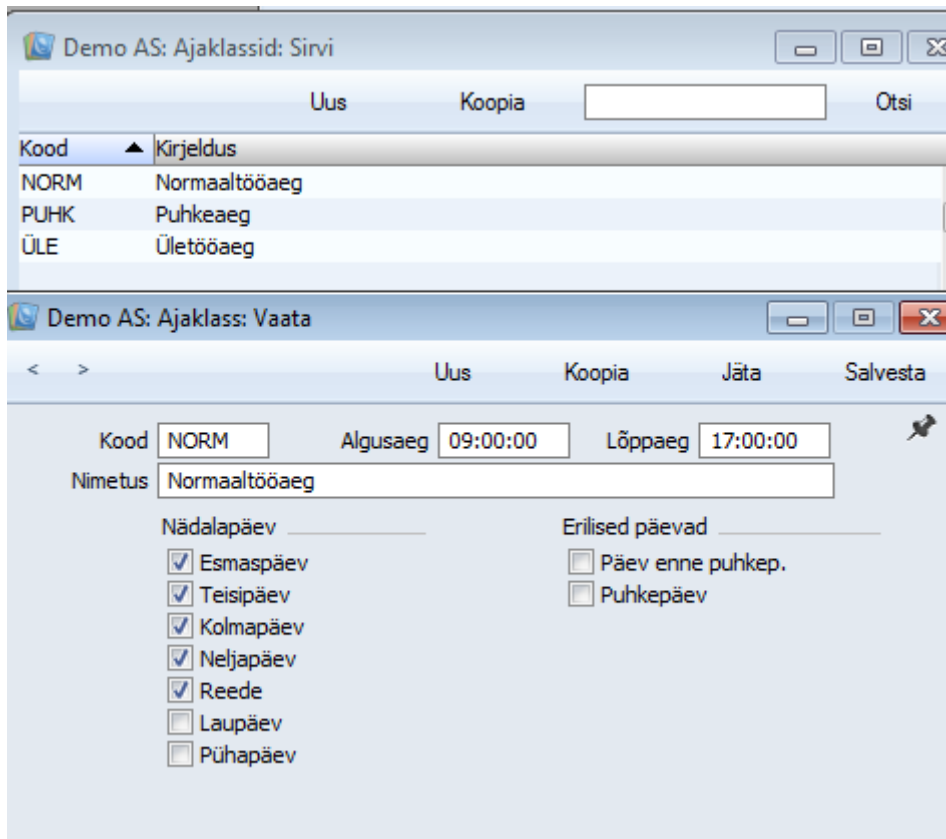 Demo AS: Ajaklassid: Sirvi
Uus Koopia Otsi
Kood Kirjeldus
NORM Normaaltööaeg
PUHK Puhkeaeg
ÜLE Ületööaeg
Demo AS: Ajaklass: Vaata
< > Uus Koopia Jäta Salvesta
Kood NORM Algusaeg 09:00:00 Lõppaeg 17:00:00
Nimetus Normaaltööaeg
Nädalapäev Erilised päevad
Esmaspäev Päev enne puhkep.
Teisipäev Puhkepäev
Kolmapäev
Neljapäev
Reede
Laupäev
Pühapäev